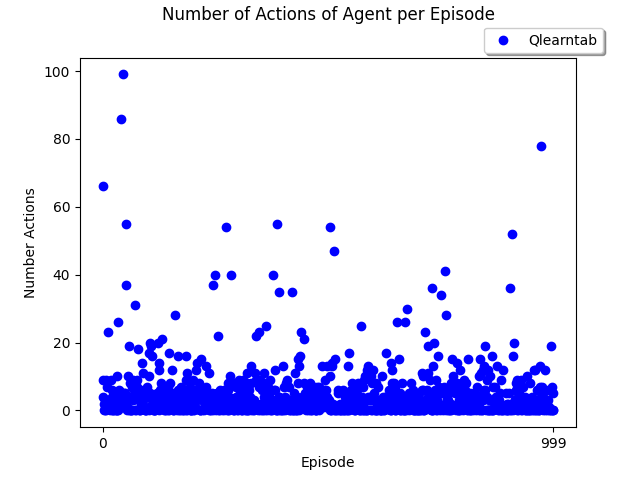 Number of Actions of Agent per Episode
Qlearntab
100
80
60
40
20
0
Number Actions
0
999
Episode